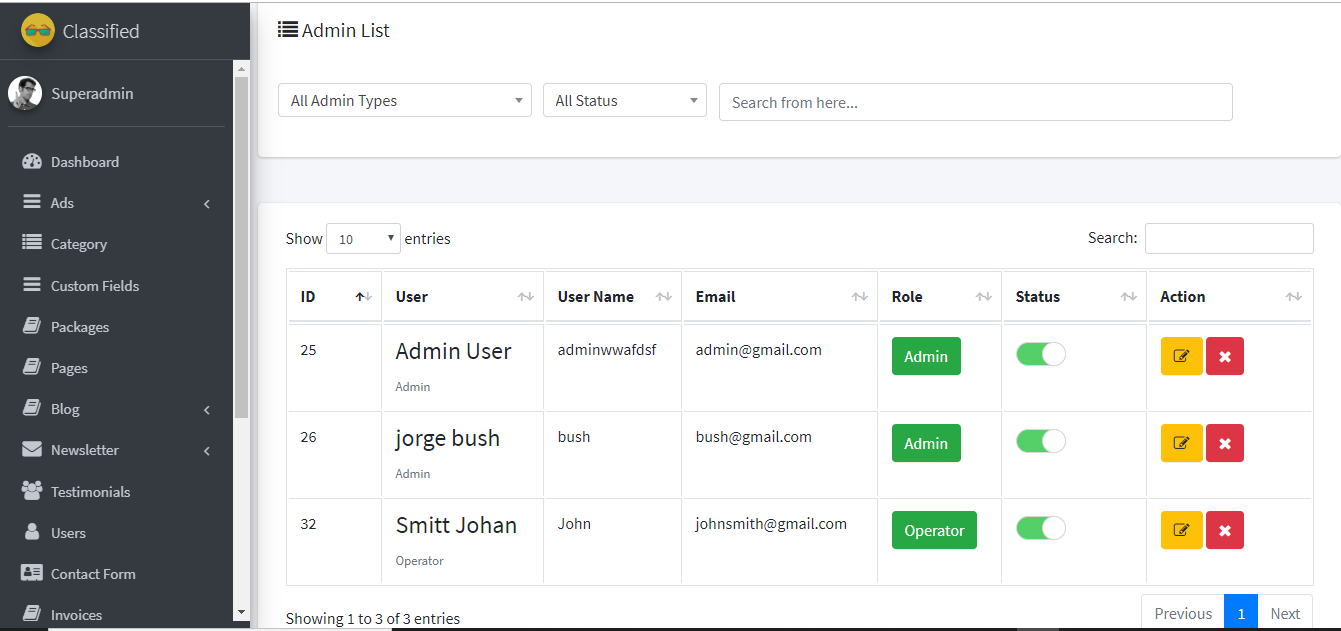 Classified
Superadmin
Dashboard
Ads
Category
Custom Fields
Packages
Pages
Blog
Newsletter
Testimonials
Users
Contact Form
Invoices
Admin List
All Admin Types
All Status
Search from here...
Show 10 entries
Search:
ID User User Name Email Role Status Action
25 Admin User adminwwafdsf admin@gmail.com Admin
Admin
26 jorge bush bush bush@gmail.com Admin
Admin
32 Smitt Johan John johnsmith@gmail.com Operator
Operator
Showing 1 to 3 of 3 entries
Previous 1 Next